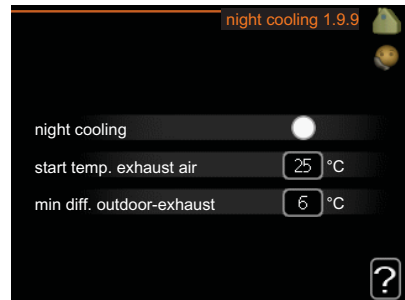 night cooling 1.9.9
night cooling
start temp. exhaust air 25 °C
min diff. outdoor-exhaust 6 °C
?